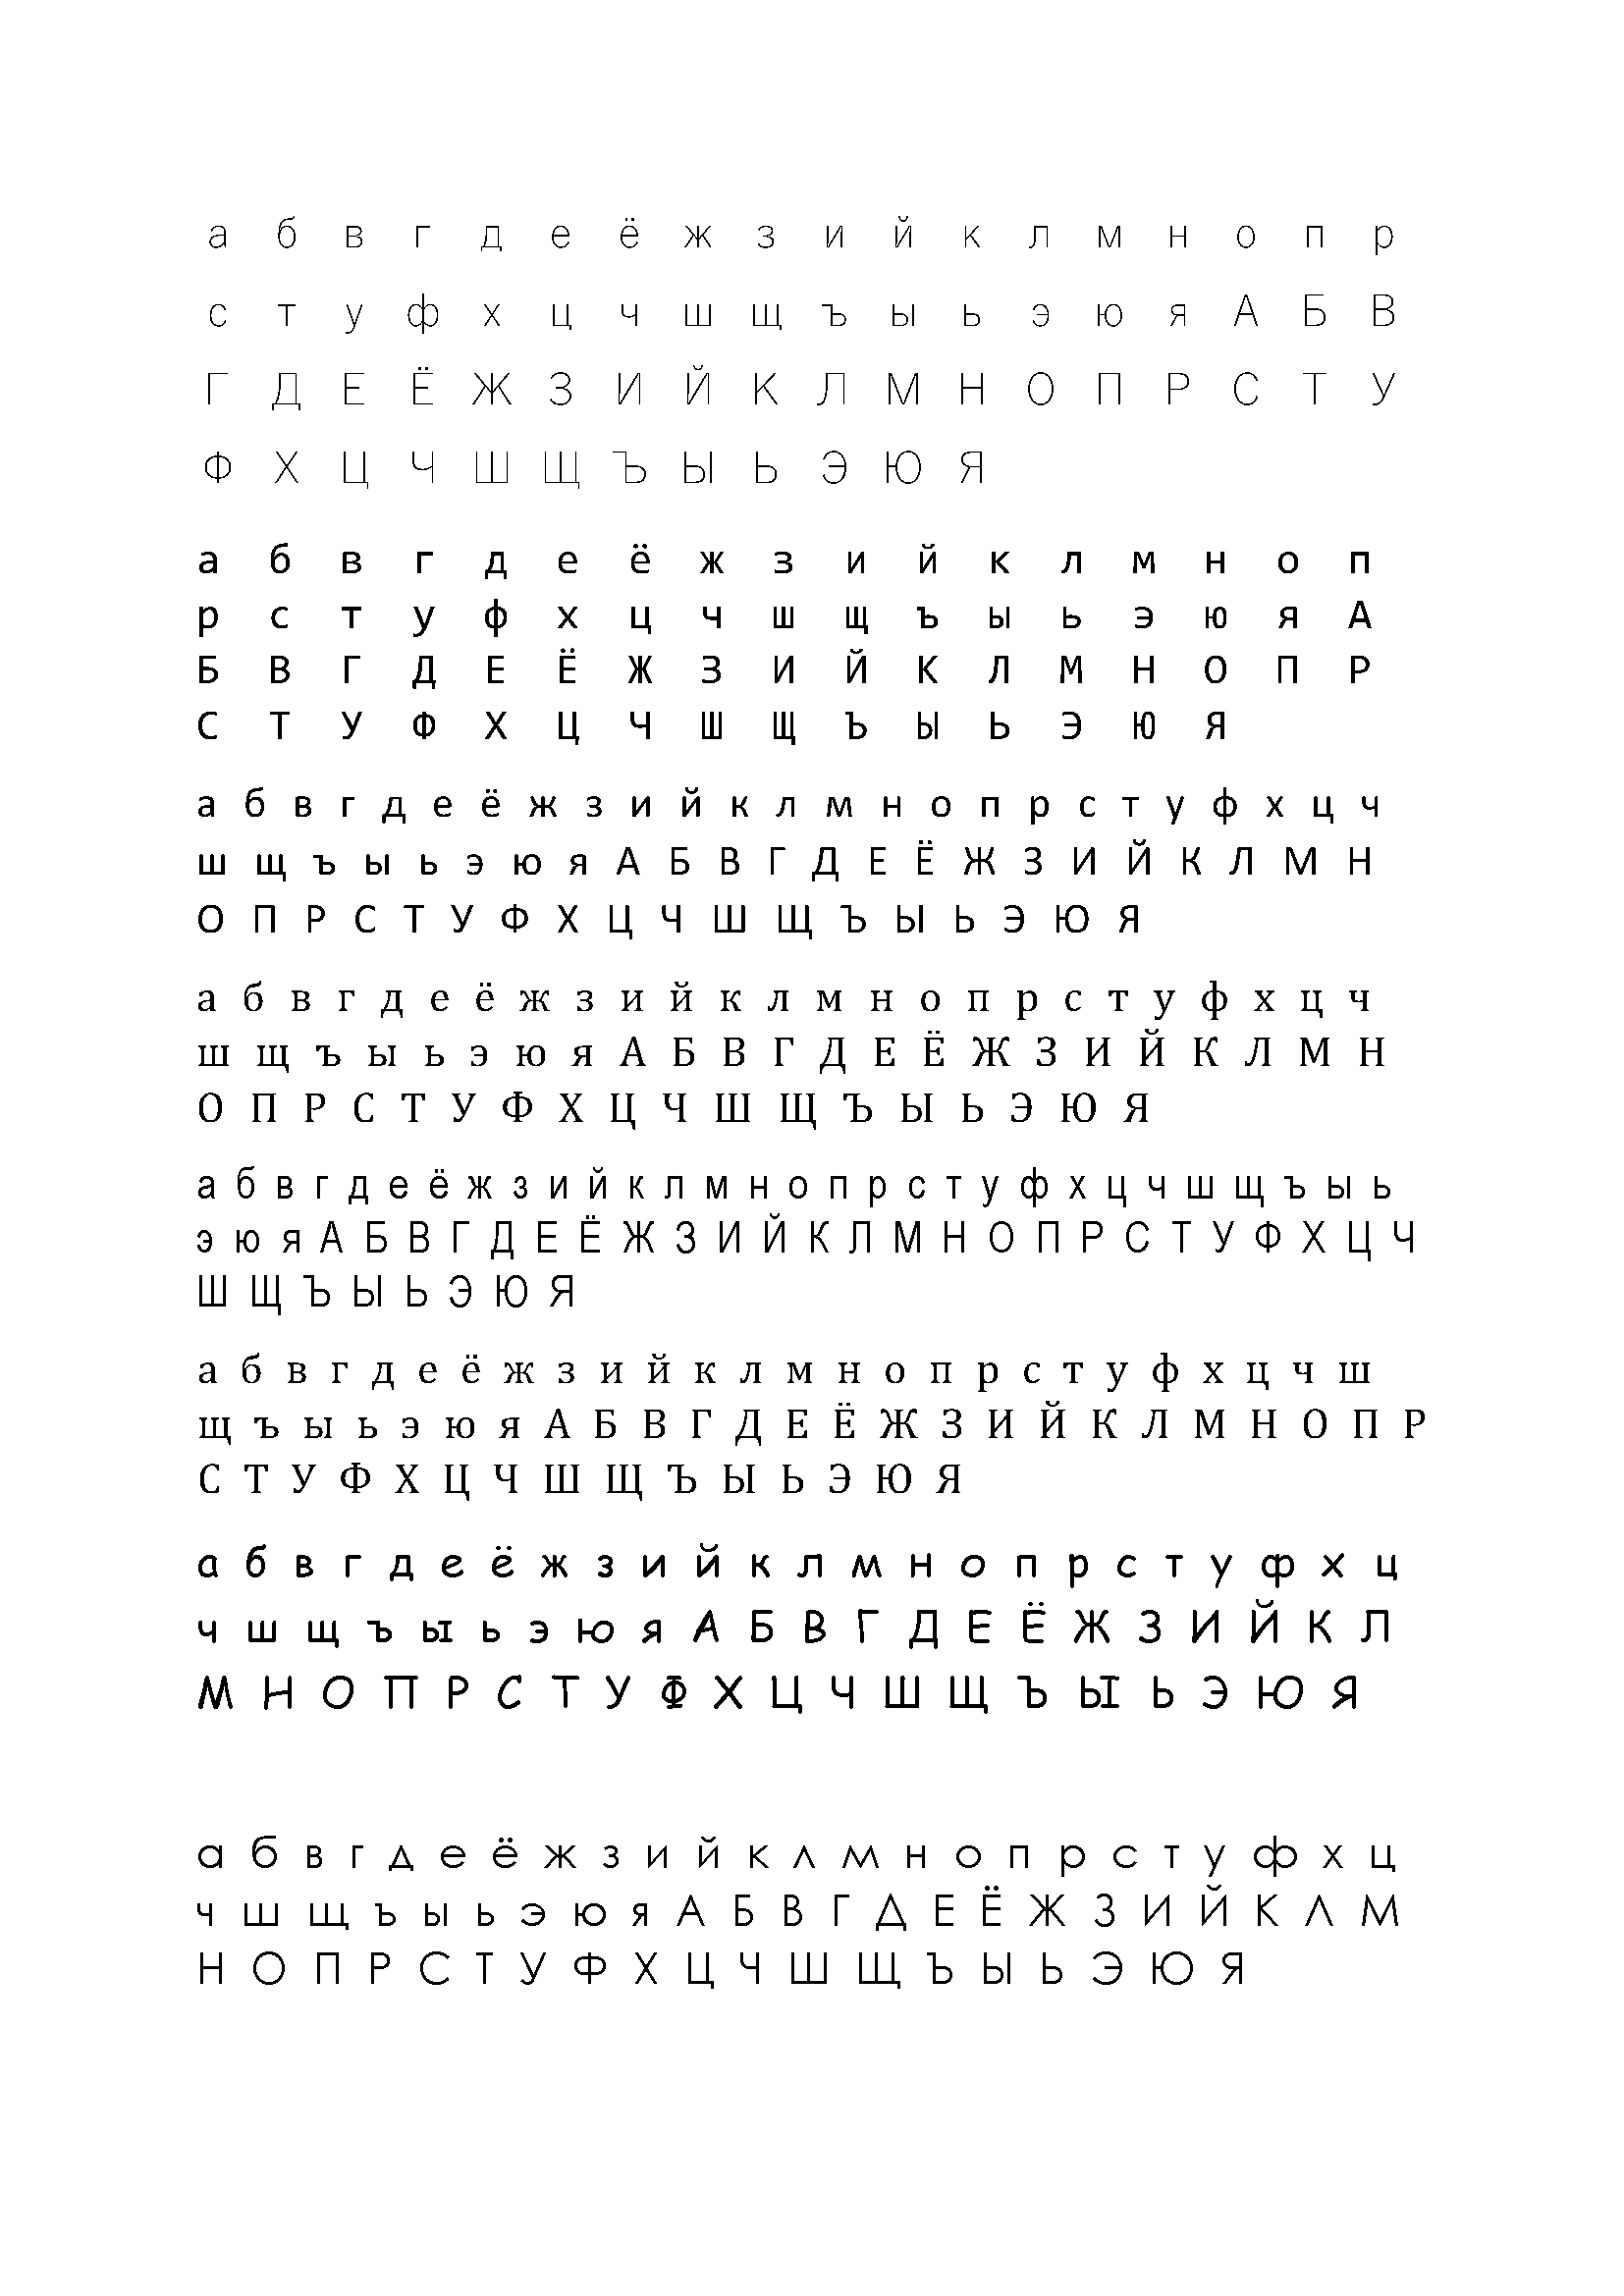 а б в г д е ё ж з и й к л м н о п р
с т у ф х ц ч ш щ ъ ы ь э ю я А Б В
Г Д Е Ё Ж З И Й К Л М Н О П Р С Т У
Ф Х Ц Ч Ш Щ Ъ Ы Ь Э Ю Я
а б в г д е ё ж з и й к л м н о п
р с т у ф х ц ч ш щ ъ ы ь э ю я А
Б В Г Д Е Ё Ж З И Й К Л М Н О П Р
С Т У Ф Х Ц Ч Ш Щ Ъ Ы Ь Э Ю Я
а б в г д е ё ж з и й к л м н о п р с т у ф х ц ч
ш щ ъ ы ь э ю я А Б В Г Д Е Ё Ж З И Й К Л М Н
О П Р С Т У Ф Х Ц Ч Ш Щ Ъ Ы Ь Э Ю Я
а б в г д е ё ж з и й к л м н о п р с т у ф х ц ч
ш щ ъ ы ь э ю я А Б В Г Д Е Ё Ж З И Й К Л М Н
О П Р С Т У Ф Х Ц Ч Ш Щ Ъ Ы Ь Э Ю Я
а б в г д е ё ж з и й к л м н о п р с т у ф х ц ч ш щ ъ ы ь
э ю я А Б В Г Д Е Ё Ж З И Й К Л М Н О П Р С Т У Ф Х Ц Ч
Ш Щ Ъ Ы Ь Э Ю Я
а б в г д е ё ж з и й к л м н о п р с т у ф х ц ч ш
щ ъ ы ь э ю я А Б В Г Д Е Ё Ж З И Й К Л М Н О П Р
С Т У Ф Х Ц Ч Ш Щ Ъ Ы Ь Э Ю Я
а б в г д е ё ж з и й к л м н о п р с т у ф х ц
ч ш щ ъ ы ь э ю я А Б В Г Д Е Ё Ж З И Й К Л
М Н О П Р С Т У Ф Х Ц Ч Ш Щ Ъ Ы Ь Э Ю Я
а б в г д е ё ж з и й к л м н о п р с т у ф х ц
ч ш щ ъ ы ь э ю я А Б В Г Д Е Ё Ж З И Й К Л М
Н О П Р С Т У Ф Х Ц Ч Ш Щ Ъ Ы Ь Э Ю Я